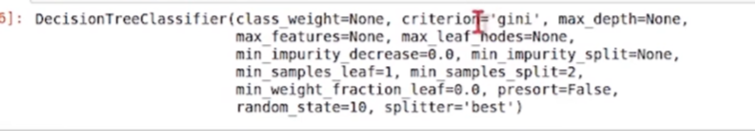 5]: DecisionTreeClassifier(class_weight=None, criterion='gini', max_depth=None,
max_features=None, max_leaf_nodes=None,
min_impurity_decrease=0.0, min_impurity_split=None,
min_samples_leaf=1, min_samples_split=2,
min_weight_fraction_leaf=0.0, presort=False,
random_state=10, splitter='best')